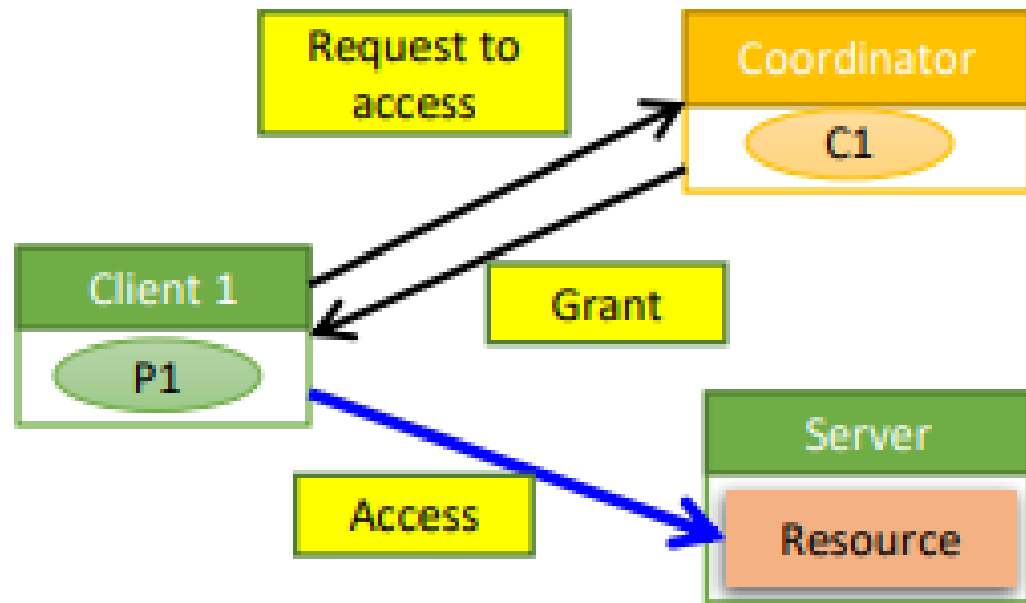 Request to
access
Coordinator
C1
Client 1
P1
Grant
Access
Server
Resource